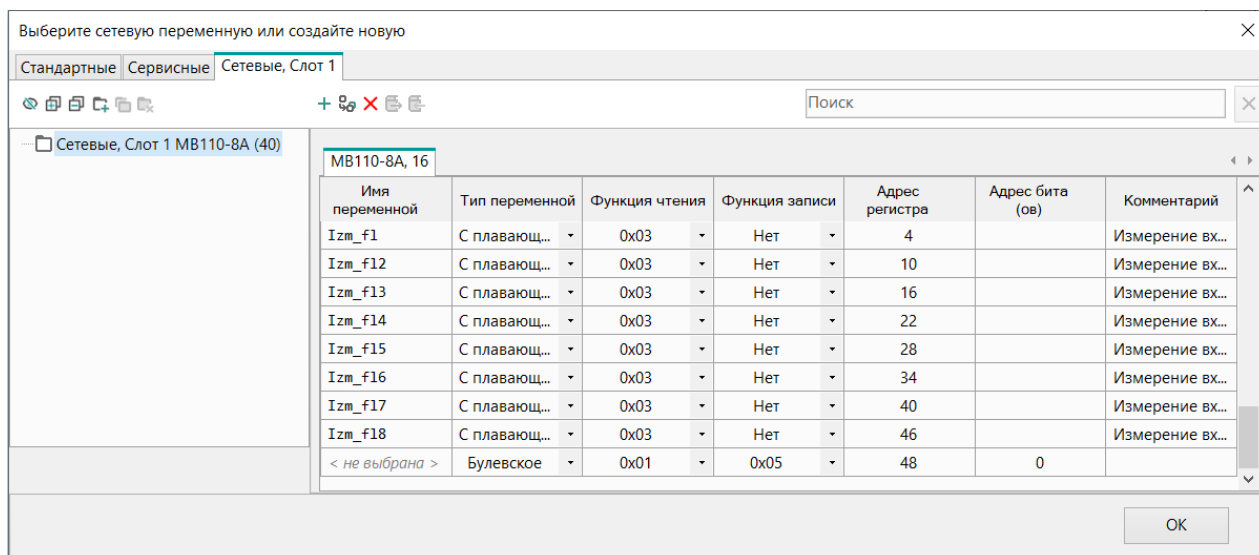 Выберите сетевую переменную или создайте новую
Стандартные Сервисные Сетевые, Слот 1
Поиск
Сетевые, Слот 1 МВ110-8А (40)
МВ110-8А, 16
Имя переменной Тип переменной Функция чтения Функция записи Адрес регистра Адрес бита (ов) Комментарий
Izm_fl С плавающ... 0x03 Нет 4 Измерение вх...
Izm_fl2 С плавающ... 0x03 Нет 10 Измерение вх...
Izm_fl3 С плавающ... 0x03 Нет 16 Измерение вх...
Izm_fl4 С плавающ... 0x03 Нет 22 Измерение вх...
Izm_fl5 С плавающ... 0x03 Нет 28 Измерение вх...
Izm_fl6 С плавающ... 0x03 Нет 34 Измерение вх...
Izm_fl7 С плавающ... 0x03 Нет 40 Измерение вх...
Izm_fl8 С плавающ... 0x03 Нет 46 Измерение вх...
< не выбрана > Булевское 0x01 0x05 48 0
ОК